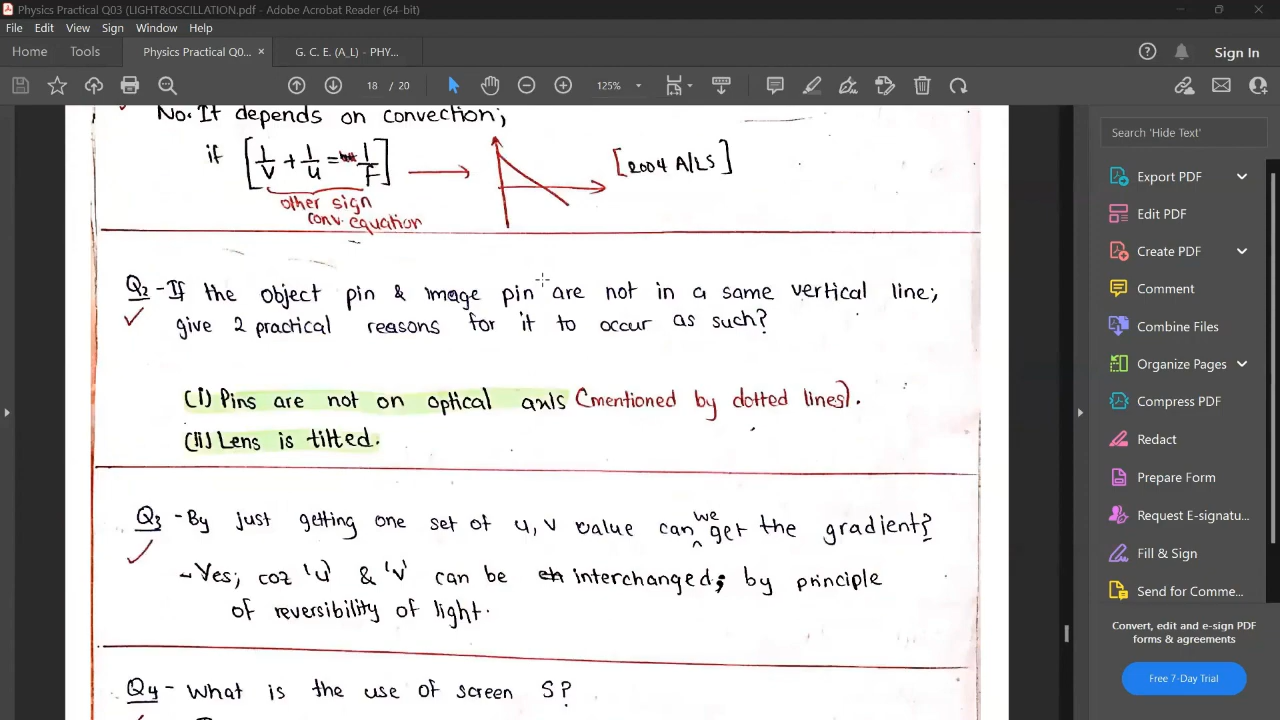 Physics Practical Q03 (LIGHT&OSCILLATION.pdf - Adobe Acrobat Reader (64-bit)
File Edit View Sign Window Help
Home Tools Physics Practical Q0... × G. C. E. (A_L) - PHY... Sign In
18 / 20 125%
No. It depends on convection;
if [1/v + 1/u = 1/F] [2004 A/LS]
other sign
conv. equation
Q2 - If the object pin & image pin are not in a same vertical line;
give 2 practical reasons for it to occur as such?
(i) Pins are not on optical axis (mentioned by dotted lines).
(ii) Lens is tilted.
Q3 - By just getting one set of u, v value can we get the gradient?
- Yes; coz 'u' & 'v' can be interchanged; by principle
of reversibility of light.
Q4 - What is the use of screen S?
Search 'Hide Text'
Export PDF
Edit PDF
Create PDF
Comment
Combine Files
Organize Pages
Compress PDF
Redact
Prepare Form
Request E-signatu...
Fill & Sign
Send for Comme...
Convert, edit and e-sign PDF
forms & agreements
Free 7-Day Trial